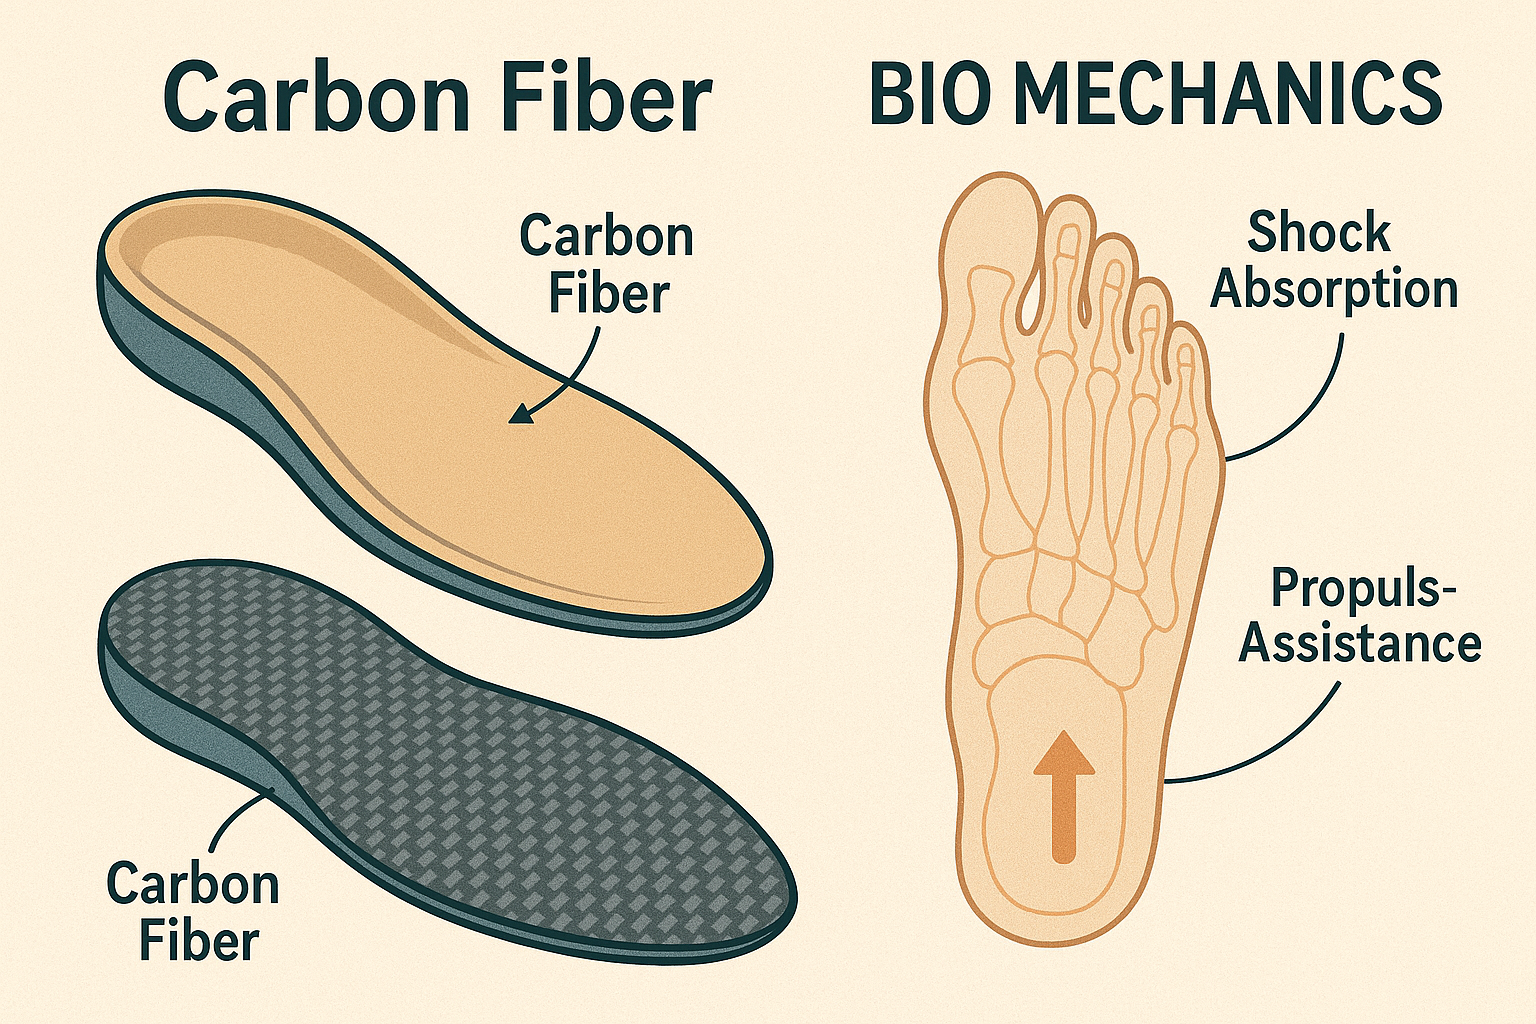 Carbon Fiber
BIO MECHANICS
Carbon
Fiber
Shock
Absorption
Propuls-
Assistance
Carbon
Fiber